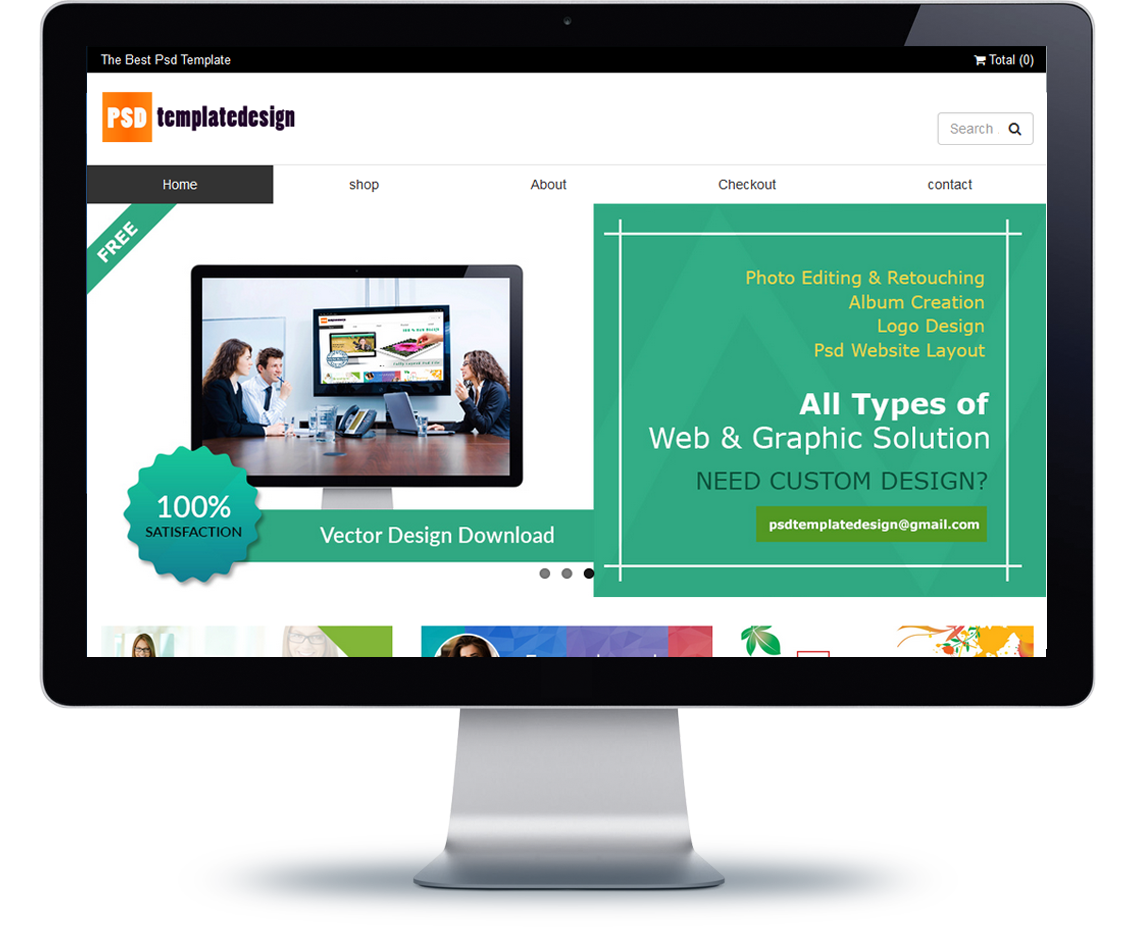 The Best Psd Template
Total (0)
PSD templatedesign
Search
Home
shop
About
Checkout
contact
FREE
100%
SATISFACTION
Vector Design Download
Photo Editing & Retouching
Album Creation
Logo Design
Psd Website Layout
All Types of
Web & Graphic Solution
NEED CUSTOM DESIGN?
psdtemplatedesign@gmail.com